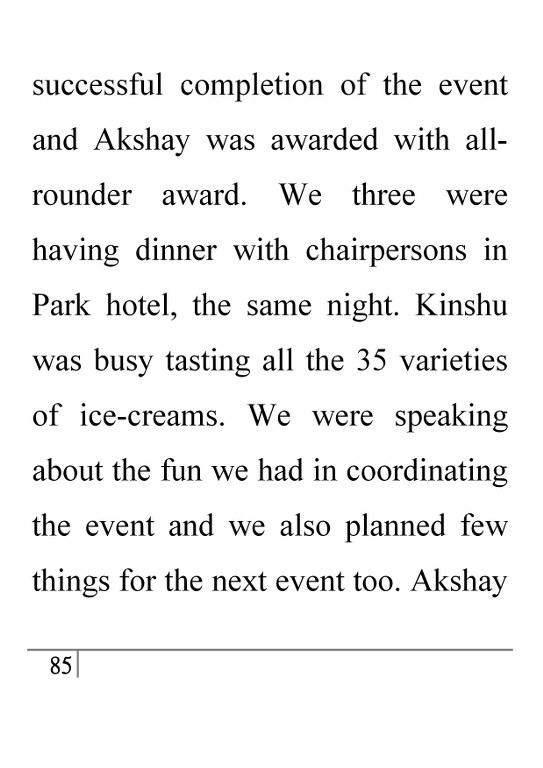 successful completion of the event
and Akshay was awarded with all-
rounder award. We three were
having dinner with chairpersons in
Park hotel, the same night. Kinshu
was busy tasting all the 35 varieties
of ice-creams. We were speaking
about the fun we had in coordinating
the event and we also planned few
things for the next event too. Akshay
85